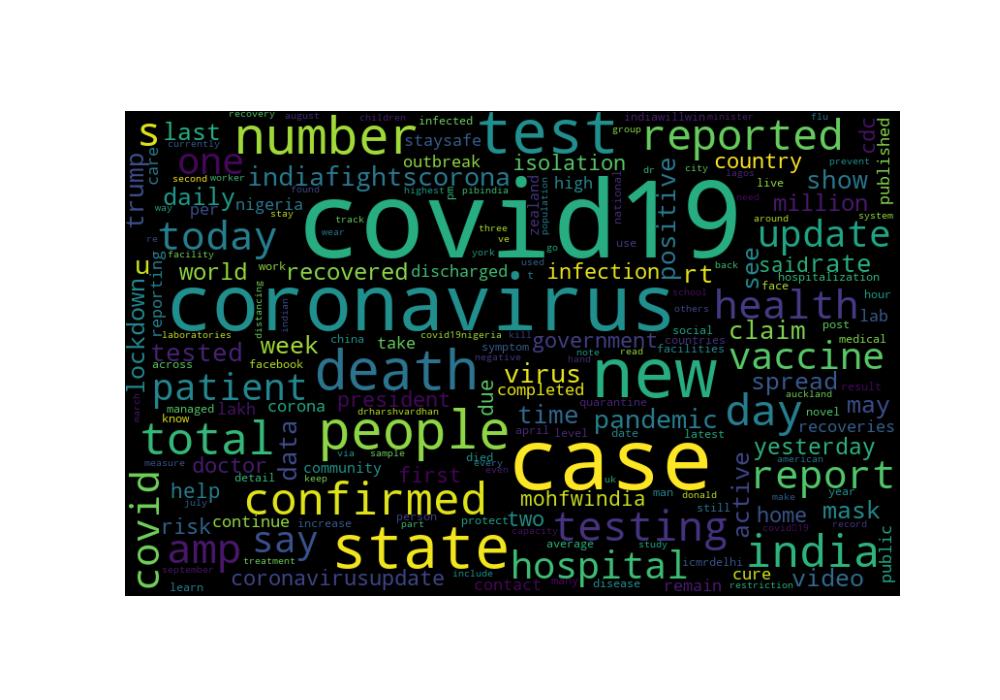 recovery august children infected indiawillwin minister flu
s last number staysafe test group reported cdc
currently one outbreak isolation dr city country prevent published
trump care second worker found indiafightscorona highest pm pibindia high lagos live show
daily way per nigeria stay zealand population national need million
today covid19 positive around system update
re facility track wear three ve york go use
u world work recovered discharged used t infection rt see back face said rate hospitalization
reporting distancing indian coronavirus school others health hour lab
lockdown laboratories china covid19nigeria kill government social countries claim post medical
tested week take symptom negative hand note read facilities vaccine
across facebook death virus new
patient president due completed quarantine spread result
march managed lakh corona drharshvardhan time pandemic auckland day novel may recoveries
know total via sample people april level date latest yesterday
measure doctor data community first died every even case uk man donald active american report
covid detail keep mohfwindia still home make year mask
help july confirmed person part protect two testing covid19 record
risk continue increase capacity average study icmrdelhi india public
amp say treatment state hospital cure video
september learn coronavirusupdate include contact many disease remain restriction